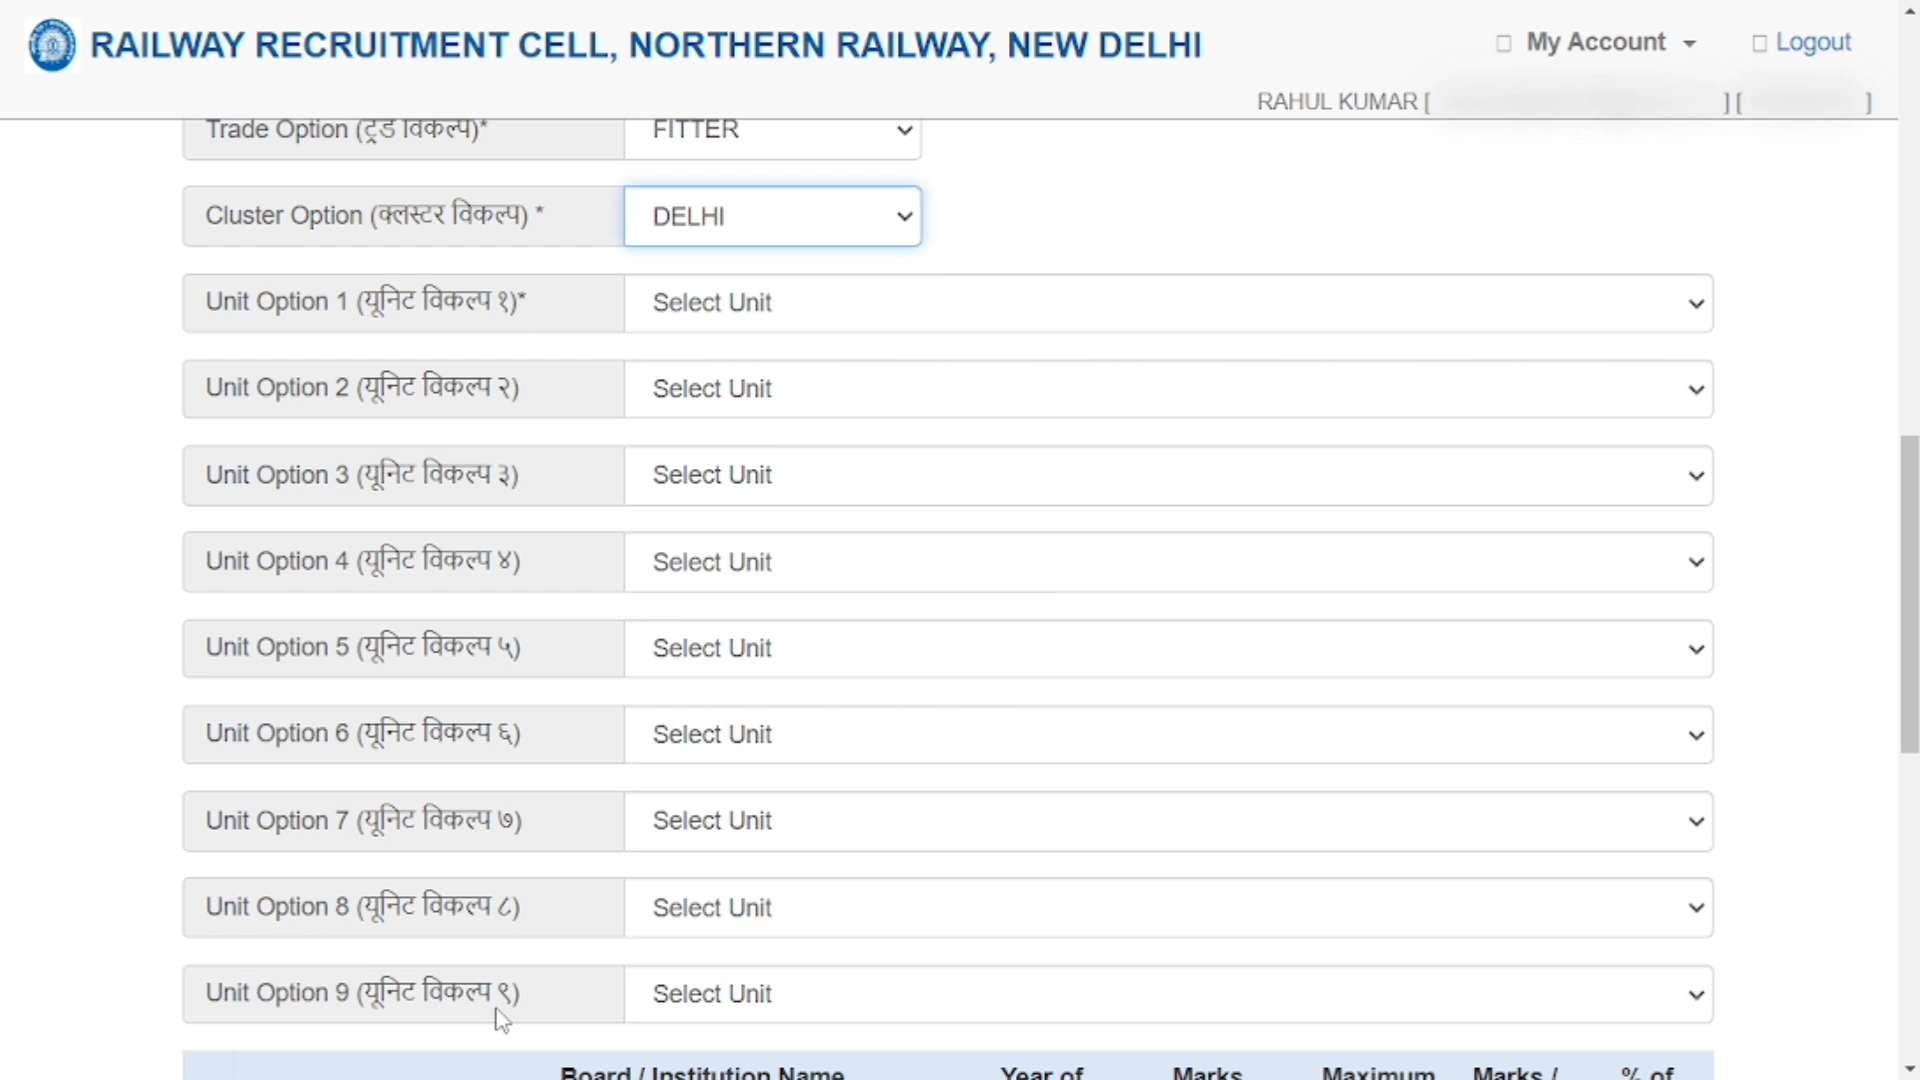 RAILWAY RECRUITMENT CELL, NORTHERN RAILWAY, NEW DELHI
My Account
Logout
RAHUL KUMAR [ ] [ ]
Trade Option (ट्रेड विकल्प)* FITTER
Cluster Option (क्लस्टर विकल्प) * DELHI
Unit Option 1 (यूनिट विकल्प १)* Select Unit
Unit Option 2 (यूनिट विकल्प २) Select Unit
Unit Option 3 (यूनिट विकल्प ३) Select Unit
Unit Option 4 (यूनिट विकल्प ४) Select Unit
Unit Option 5 (यूनिट विकल्प ५) Select Unit
Unit Option 6 (यूनिट विकल्प ६) Select Unit
Unit Option 7 (यूनिट विकल्प ७) Select Unit
Unit Option 8 (यूनिट विकल्प ८) Select Unit
Unit Option 9 (यूनिट विकल्प ९) Select Unit
Board / Institution Name Year of Marks Maximum Marks / % of